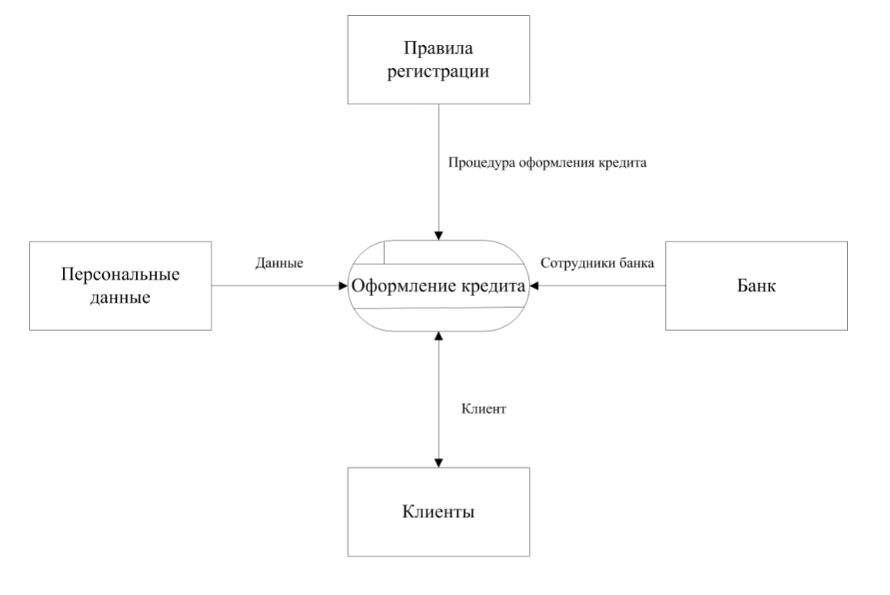 Правила
регистрации
Процедура оформления кредита
Персональные
данные
Данные
Оформление кредита
Сотрудники банка
Банк
Клиент
Клиенты